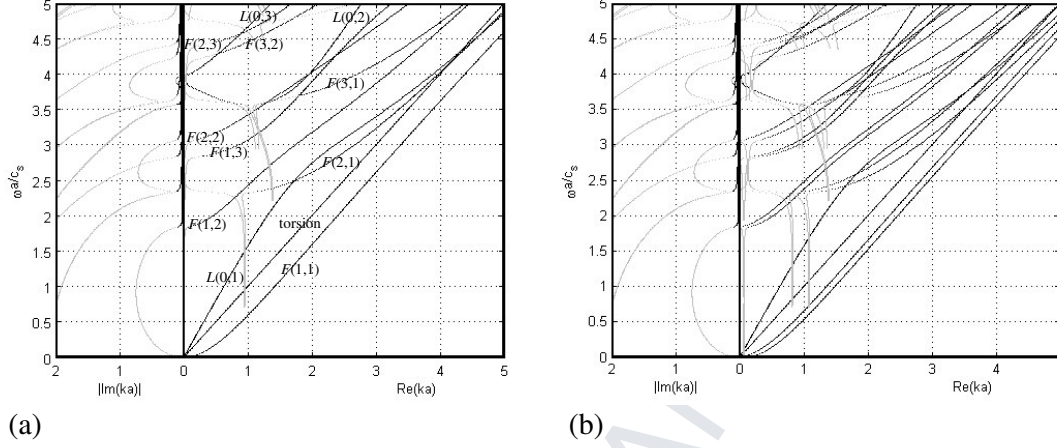 5
4.5
4
3.5
3
2.5
2
1.5
1
0.5
0
ωa/cs
L(0,3)
L(0,2)
F(2,3)
F(3,2)
F(3,1)
F(2,2)
F(1,3)
F(2,1)
F(1,2)
torsion
L(0,1)
F(1,1)
2 1 0 1 2 3 4 5
|Im(ka)| Re(ka)
(a)
5
4.5
4
3.5
3
2.5
2
1.5
1
0.5
0
ωa/cs
2 1 0 1 2 3 4
|Im(ka)| Re(ka)
(b)